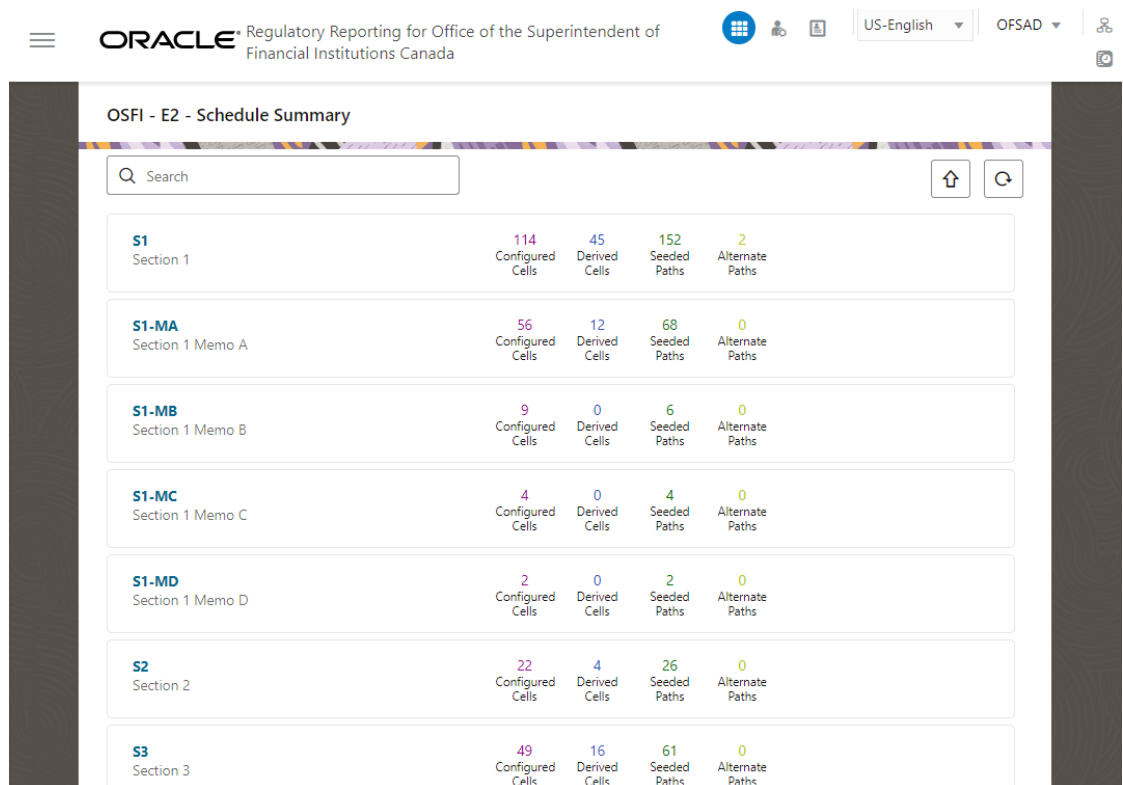 ORACLE® Regulatory Reporting for Office of the Superintendent of
Financial Institutions Canada
US-English
OFSAD
OSFI - E2 - Schedule Summary
Search
S1
Section 1
114 45 152 2
Configured Derived Seeded Alternate
Cells Cells Paths Paths
S1-MA
Section 1 Memo A
56 12 68 0
Configured Derived Seeded Alternate
Cells Cells Paths Paths
S1-MB
Section 1 Memo B
9 0 6 0
Configured Derived Seeded Alternate
Cells Cells Paths Paths
S1-MC
Section 1 Memo C
4 0 4 0
Configured Derived Seeded Alternate
Cells Cells Paths Paths
S1-MD
Section 1 Memo D
2 0 2 0
Configured Derived Seeded Alternate
Cells Cells Paths Paths
S2
Section 2
22 4 26 0
Configured Derived Seeded Alternate
Cells Cells Paths Paths
S3
Section 3
49 16 61 0
Configured Derived Seeded Alternate
Cells Cells Paths Paths